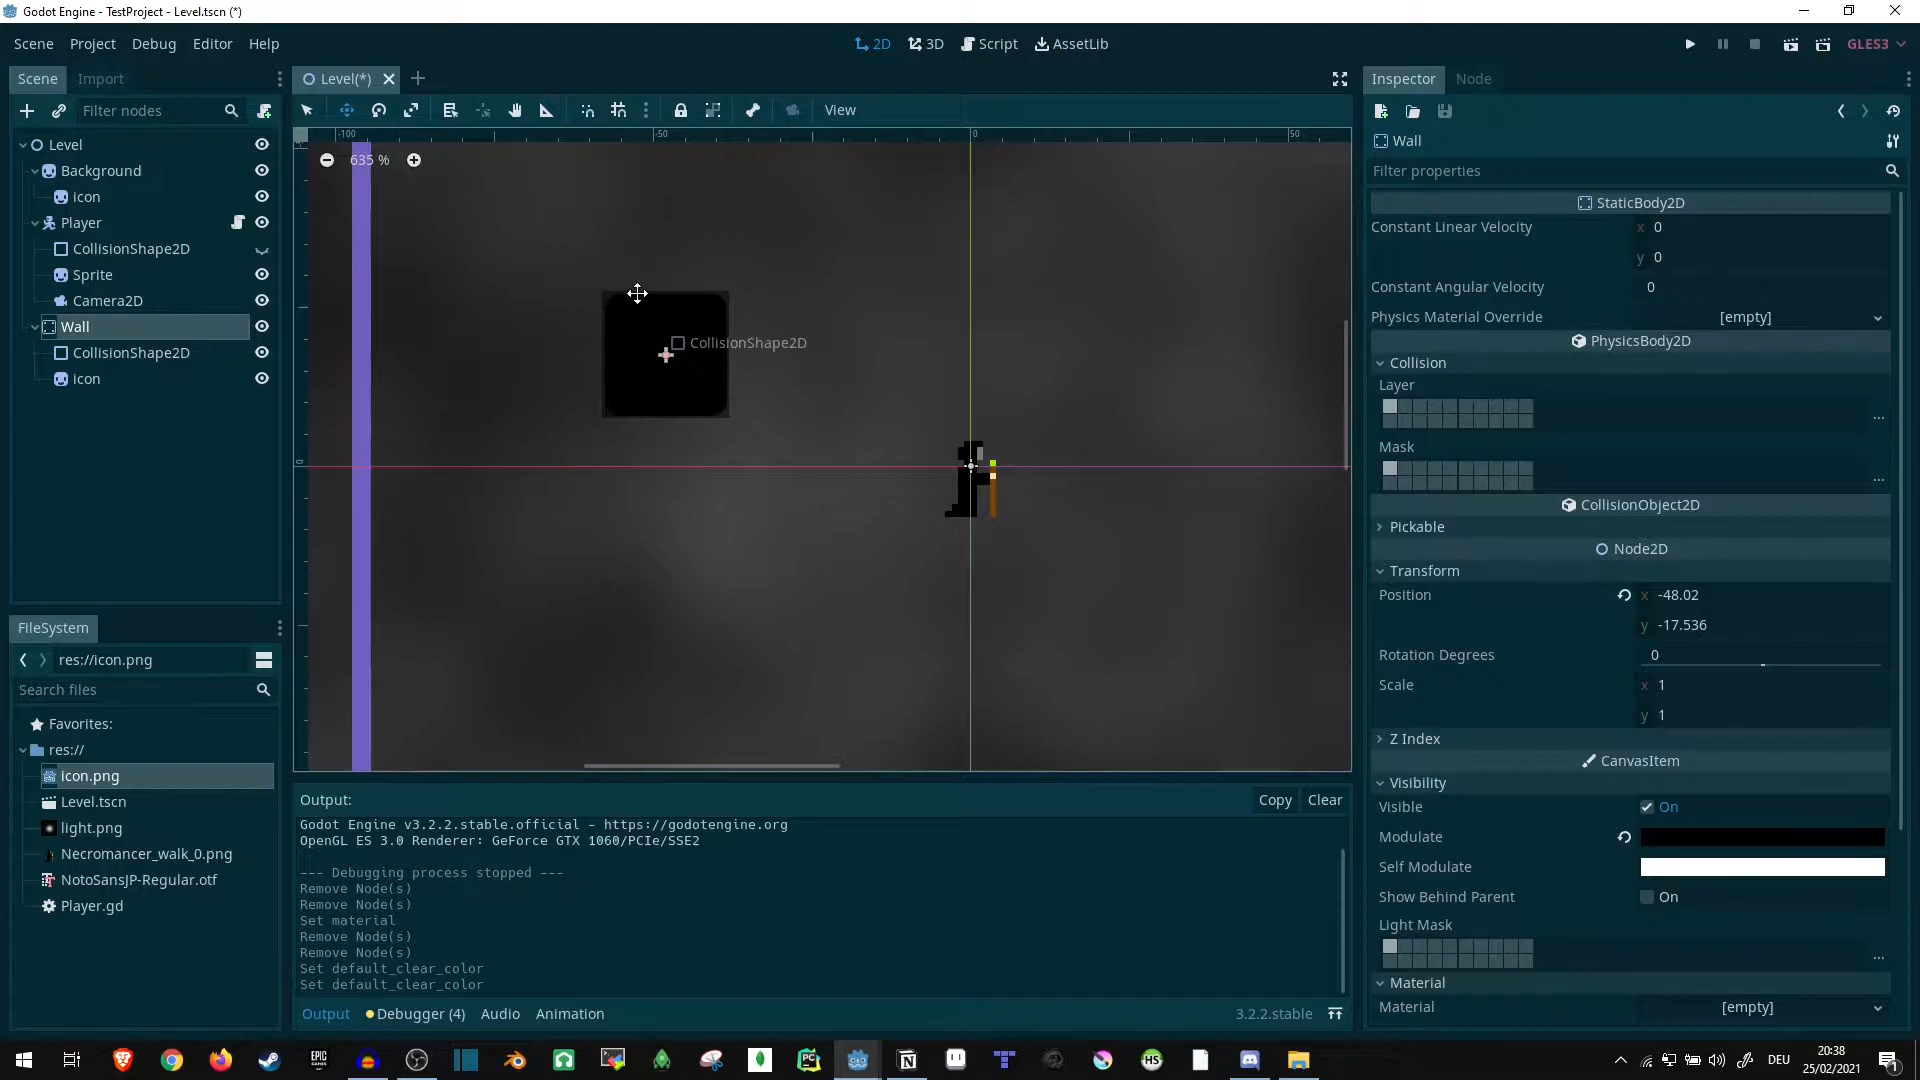 Godot Engine - TestProject - Level.tscn (*)
Scene Project Debug Editor Help
2D 3D Script AssetLib
GLES3
Scene Import
Level(*)
Inspector Node
Filter nodes
View
-100 -50 0 50
Level
Wall
635 %
Background
Filter properties
icon
StaticBody2D
Player
Constant Linear Velocity x 0
CollisionShape2D
y 0
Sprite
Constant Angular Velocity 0
Camera2D
Physics Material Override [empty]
Wall
PhysicsBody2D
CollisionShape2D
CollisionShape2D
Collision
icon
Layer
...
Mask
0
...
CollisionObject2D
Pickable
Node2D
Transform
Position x -48.02
y -17.536
FileSystem
res://icon.png
Rotation Degrees 0
Search files
Scale x 1
y 1
Favorites:
Z Index
res://
CanvasItem
icon.png
Visibility
Level.tscn
Output: Copy Clear
Visible On
light.png
Godot Engine v3.2.2.stable.official - https://godotengine.org
OpenGL ES 3.0 Renderer: GeForce GTX 1060/PCIe/SSE2
Modulate
Necromancer_walk_0.png
--- Debugging process stopped ---
Self Modulate
NotoSansJP-Regular.otf
Remove Node(s)
Remove Node(s)
Show Behind Parent On
Player.gd
Set material
Light Mask
Remove Node(s)
Remove Node(s)
...
Set default_clear_color
Set default_clear_color
Material
Material [empty]
Output Debugger (4) Audio Animation 3.2.2.stable
EPIC
GAMES
PC
N
T
HS
DEU
20:38
25/02/2021
1